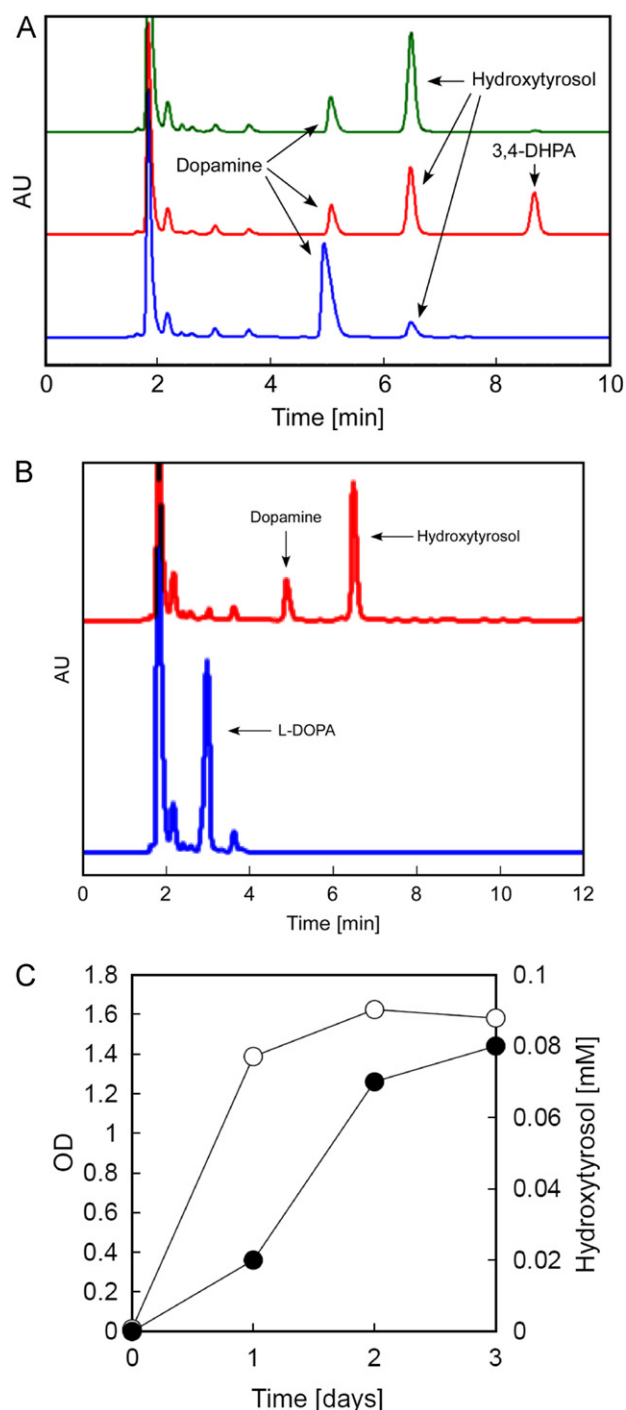 A
Hydroxytyrosol
3,4-DHPA
Dopamine
AU
0 2 4 6 8 10
Time [min]
B
Dopamine
Hydroxytyrosol
L-DOPA
AU
0 2 4 6 8 10 12
Time [min]
C
1.8 0.1
1.6
1.4 0.08
1.2
1 0.06
0.8
0.6 0.04
0.4 0.02
0.2
0 0
OD
Hydroxytyrosol [mM]
0 1 2 3
Time [days]